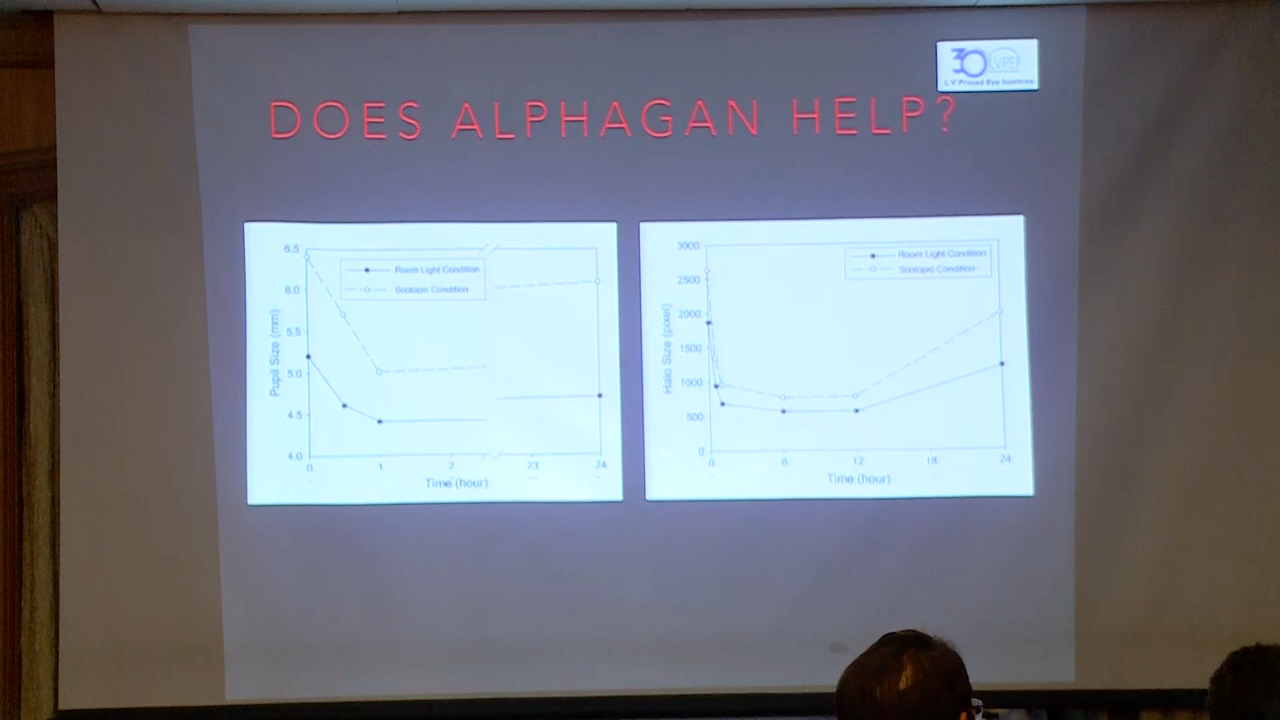 30 LVPEI
L V Prasad Eye Institute
DOES ALPHAGAN HELP?
6.5
6.0
5.5
5.0
4.5
4.0
Pupil Size (mm)
Room Light Condition
Scotopic Condition
0 1 2 23 24
Time (hour)
3000
2500
2000
1500
1000
500
0
Halo Size (pixel)
Room Light Condition
Scotopic Condition
0 6 12 18 24
Time (hour)